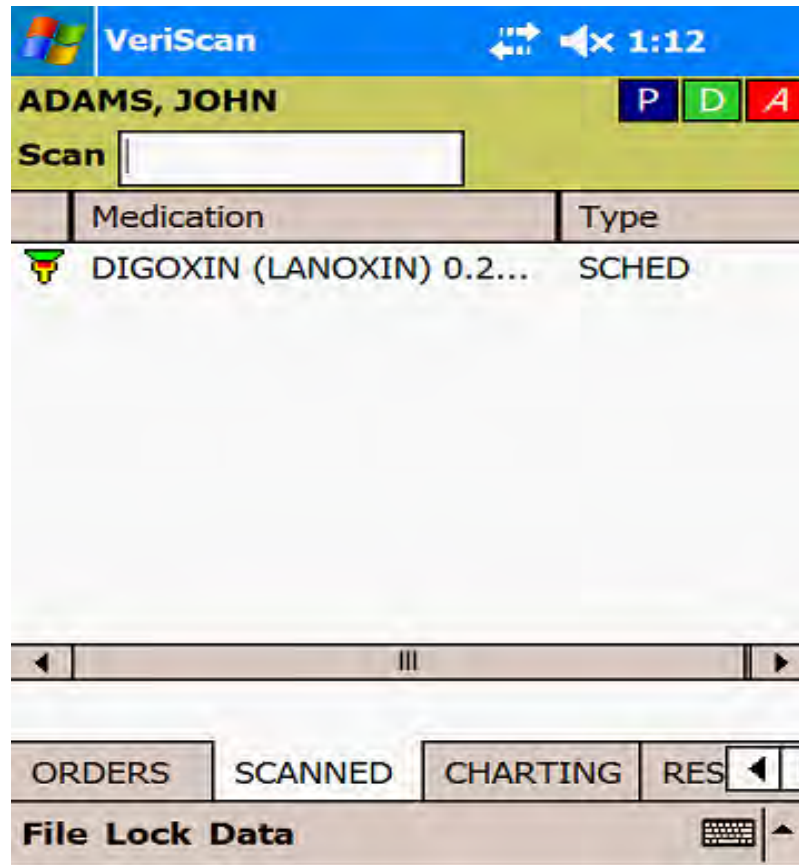 VeriScan 1:12
ADAMS, JOHN P D A
Scan
Medication Type
DIGOXIN (LANOXIN) 0.2... SCHED
ORDERS SCANNED CHARTING RES
File Lock Data